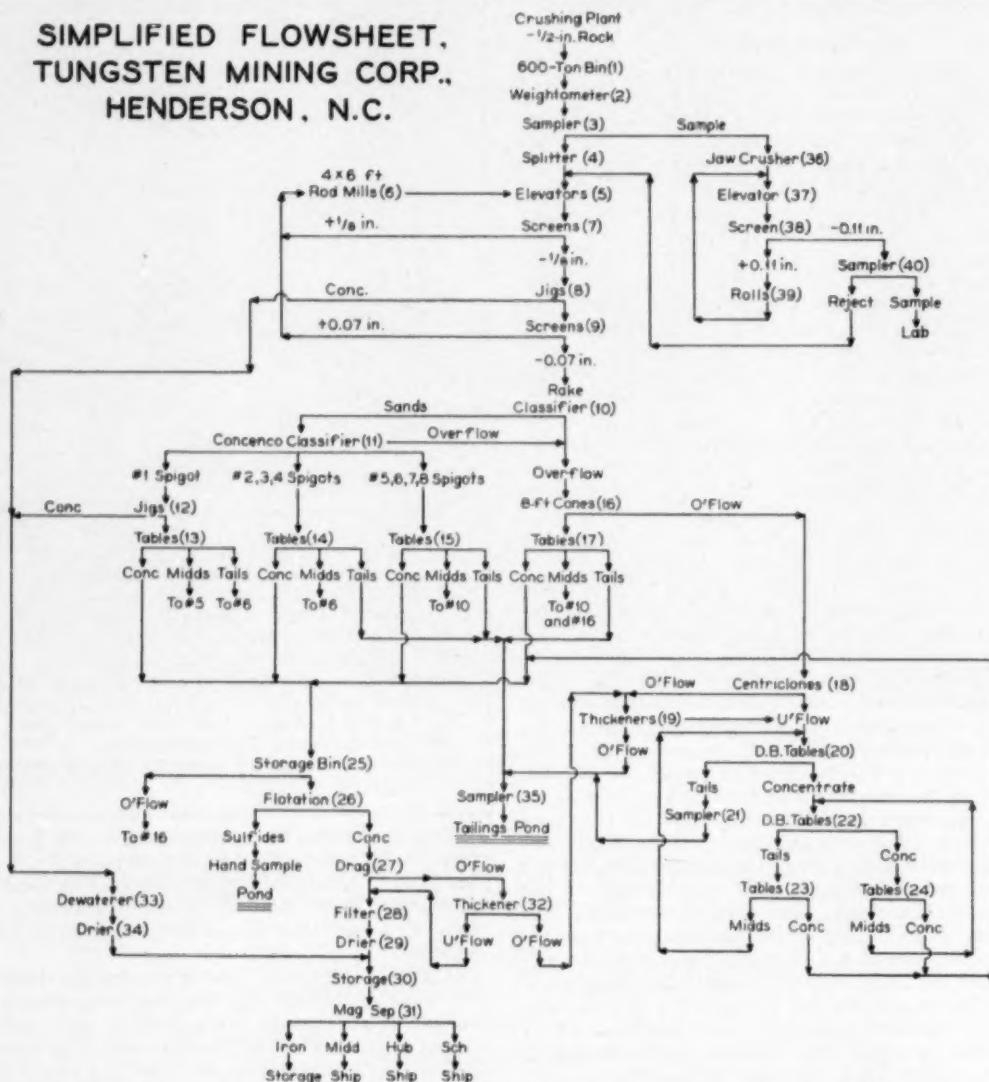 SIMPLIFIED FLOWSHEET,
TUNGSTEN MINING CORP.,
HENDERSON, N.C.
Crushing Plant
-1/2-in. Rock
600-Ton Bin(1)
Weightometer(2)
Sampler(3) Sample
Splitter(4) Jaw Crusher(36)
4×6 ft
Rod Mills(6) Elevators(5) Elevator(37)
Screens(7) Screen(38) -0.11 in.
+1/8 in.
-1/8 in. +0.11 in. Sampler(40)
Conc. Jigs(8) Rolls(39) Reject Sample
+0.07 in. Screens(9) Lab
-0.07 in.
Rake
Sands Classifier(10)
Concenco Classifier(11) Overflow
#1 Spigot #2,3,4 Spigots #5,6,7,8 Spigots Overflow
Conc Jigs(12) 8-ft Cones(16) O'Flow
Tables(13) Tables(14) Tables(15) Tables(17)
Conc Midds Tails Conc Midds Tails Conc Midds Tails Conc Midds Tails
To#5 To#6 To#6 To#10 To#10
and#16
O'Flow Centriclones(18)
Thickeners(19) U'Flow
O'Flow D.B.Tables(20)
Storage Bin(25)
Tails Concentrate
O'Flow Flotation(26) Sampler(35)
Sampler(21) D.B.Tables(22)
To#16 Sulfides Conc Tailings Pond
Tails Conc
Hand Sample Drag(27) O'Flow
Pond Thickener(32) Tables(23) Tables(24)
Dewaterer(33) Filter(28)
Midds Conc Midds Conc
Drier(34) Drier(29) U'Flow O'Flow
Storage(30)
Mag Sep(31)
Iron Midd Hub Sch
Storage Ship Ship Ship